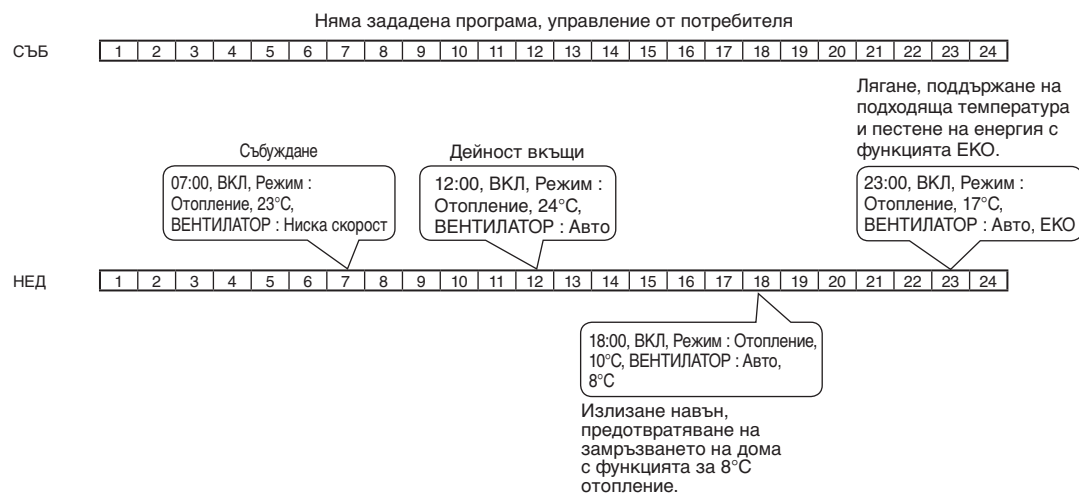 Няма зададена програма, управление от потребителя
СЪБ 1 2 3 4 5 6 7 8 9 10 11 12 13 14 15 16 17 18 19 20 21 22 23 24
Лягане, поддържане на
подходяща температура
и пестене на енергия с
функцията ЕКО.
Събуждане
07:00, ВКЛ, Режим :
Отопление, 23°C,
ВЕНТИЛАТОР : Ниска скорост
Дейност вкъщи
12:00, ВКЛ, Режим :
Отопление, 24°C,
ВЕНТИЛАТОР : Авто
23:00, ВКЛ, Режим :
Отопление, 17°C,
ВЕНТИЛАТОР : Авто, ЕКО
НЕД 1 2 3 4 5 6 7 8 9 10 11 12 13 14 15 16 17 18 19 20 21 22 23 24
18:00, ВКЛ, Режим : Отопление,
10°C, ВЕНТИЛАТОР : Авто,
8°C
Излизане навън,
предотвратяване на
замръзването на дома
с функцията за 8°C
отопление.